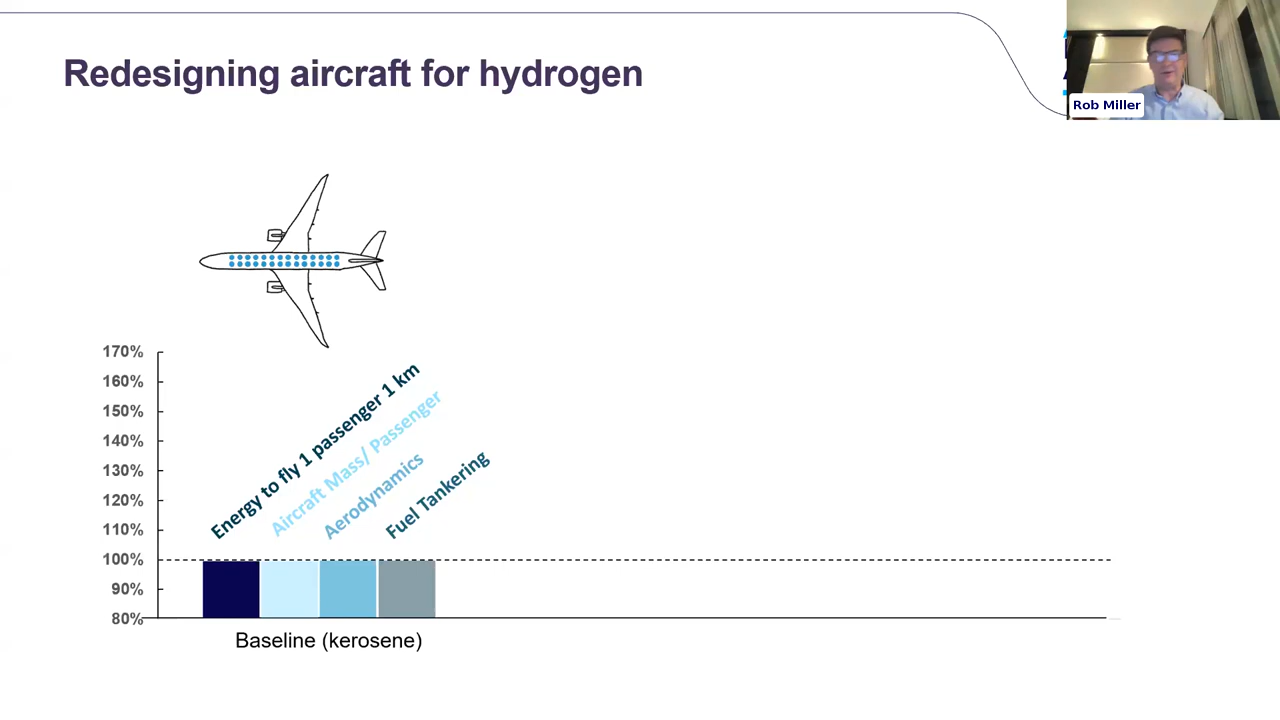 Redesigning aircraft for hydrogen
Rob Miller
170%
160%
150%
140%
130%
120%
110%
100%
90%
80%
Energy to fly 1 passenger 1 km
Aircraft Mass/ Passenger
Aerodynamics
Fuel Tankering
Baseline (kerosene)